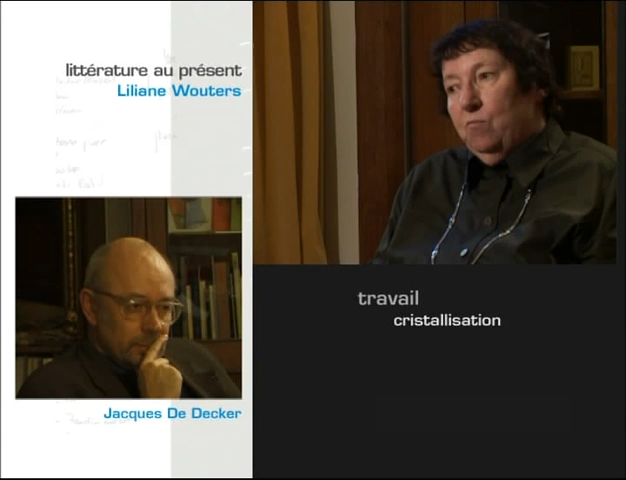 littérature au présent
Liliane Wouters
Jacques De Decker
travail
cristallisation